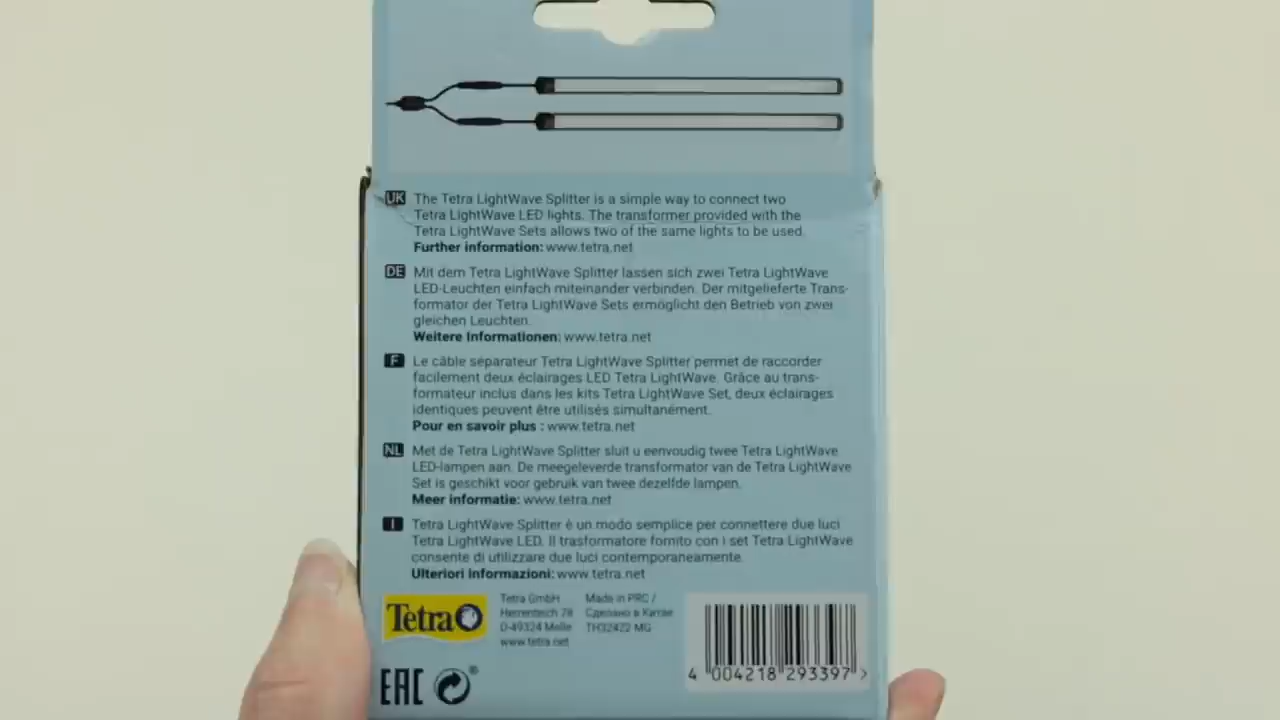 UK The Tetra LightWave Splitter is a simple way to connect two
Tetra LightWave LED lights. The transformer provided with the
Tetra LightWave Sets allows two of the same lights to be used.
Further information: www.tetra.net
DE Mit dem Tetra LightWave Splitter lassen sich zwei Tetra LightWave
LED-Leuchten einfach miteinander verbinden. Der mitgelieferte Trans-
formator der Tetra LightWave Sets ermöglicht den Betrieb von zwei
gleichen Leuchten.
Weitere Informationen: www.tetra.net
F Le câble séparateur Tetra LightWave Splitter permet de raccorder
facilement deux éclairages LED Tetra LightWave. Grâce au trans-
formateur inclus dans les kits Tetra LightWave Set, deux éclairages
identiques peuvent être utilisés simultanément.
Pour en savoir plus : www.tetra.net
NL Met de Tetra LightWave Splitter sluit u eenvoudig twee Tetra LightWave
LED-lampen aan. De meegeleverde transformator van de Tetra LightWave
Set is geschikt voor gebruik van twee dezelfde lampen.
Meer informatie: www.tetra.net
I Tetra LightWave Splitter è un modo semplice per connettere due luci
Tetra LightWave LED. Il trasformatore fornito con i set Tetra LightWave
consente di utilizzare due luci contemporaneamente.
Ulteriori informazioni: www.tetra.net
Tetra
Tetra GmbH
Herrenteich 78
D-49324 Melle
www.tetra.net
Made in PRC /
Сделано в Китае
TH32422 MG
4 004218 293397 >
EAC ®